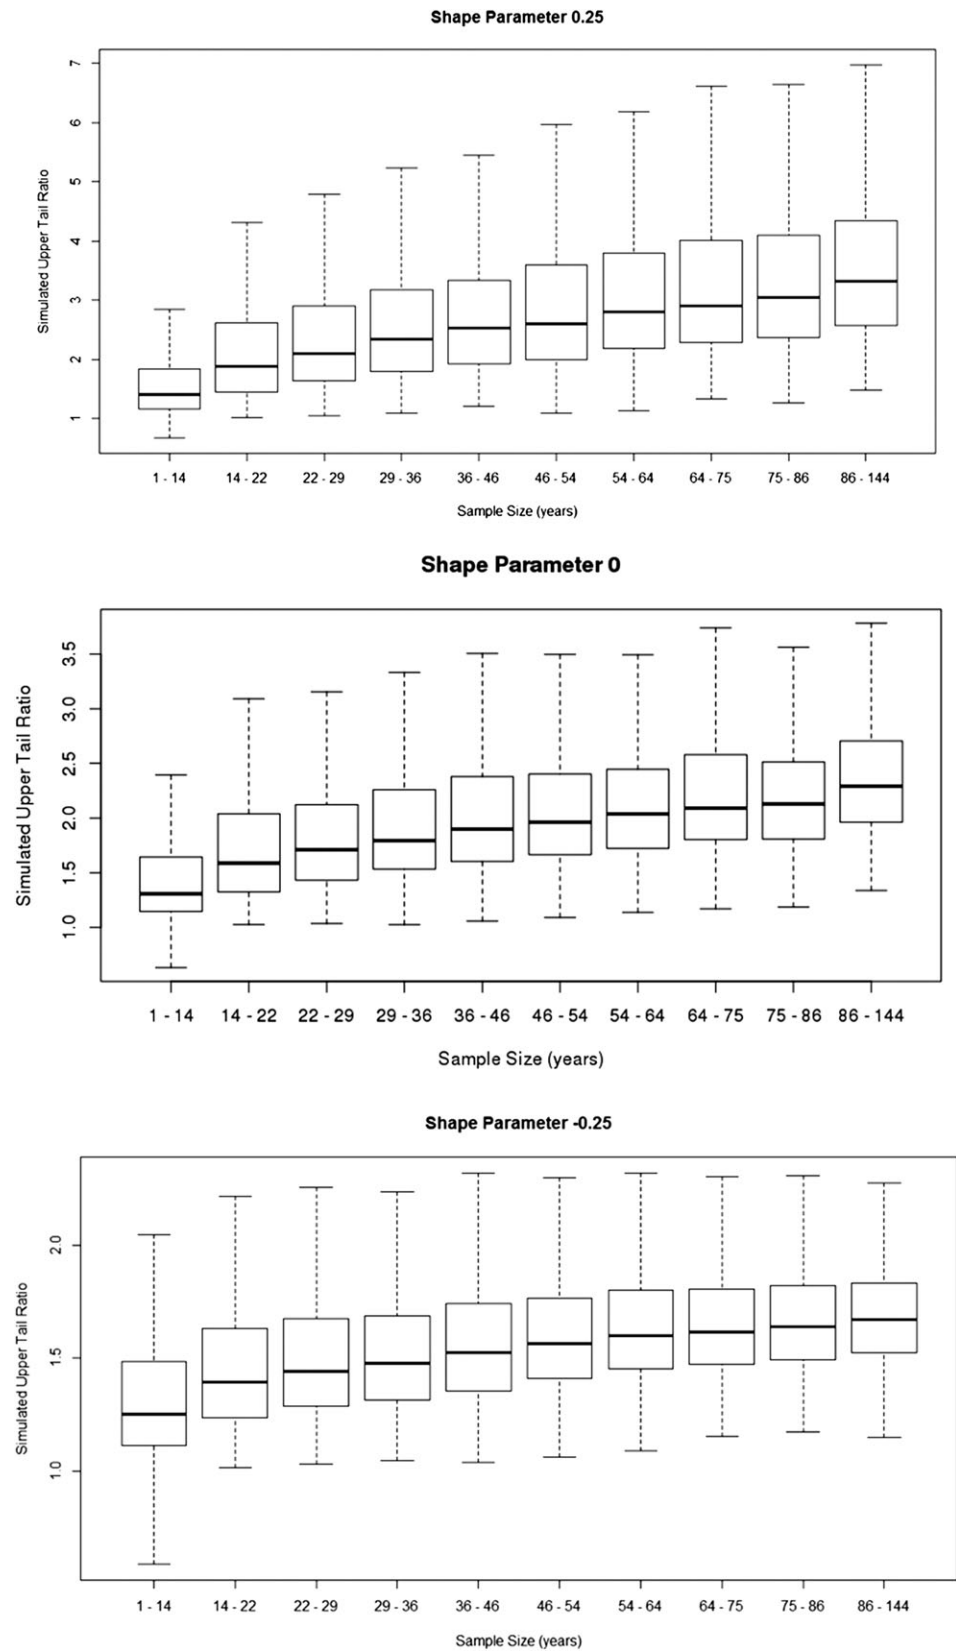 Shape Parameter 0.25
Simulated Upper Tail Ratio
7
6
5
4
3
2
1
1 - 14 14 - 22 22 - 29 29 - 36 36 - 46 46 - 54 54 - 64 64 - 75 75 - 86 86 - 144
Sample Size (years)
Shape Parameter 0
Simulated Upper Tail Ratio
3.5
3.0
2.5
2.0
1.5
1.0
1 - 14 14 - 22 22 - 29 29 - 36 36 - 46 46 - 54 54 - 64 64 - 75 75 - 86 86 - 144
Sample Size (years)
Shape Parameter -0.25
Simulated Upper Tail Ratio
2.0
1.5
1.0
1 - 14 14 - 22 22 - 29 29 - 36 36 - 46 46 - 54 54 - 64 64 - 75 75 - 86 86 - 144
Sample Size (years)